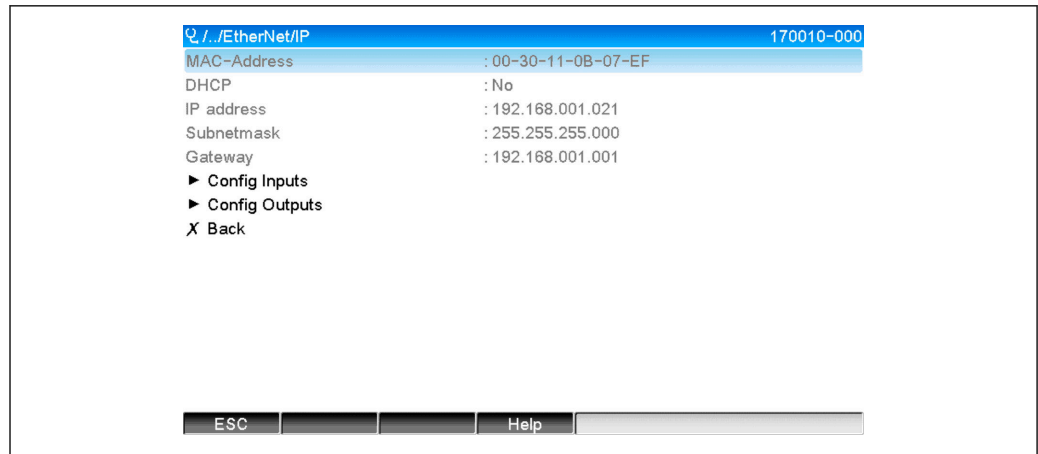 /../EtherNet/IP 170010-000
MAC-Address : 00-30-11-0B-07-EF
DHCP : No
IP address : 192.168.001.021
Subnetmask : 255.255.255.000
Gateway : 192.168.001.001
► Config Inputs
► Config Outputs
X Back
ESC Help